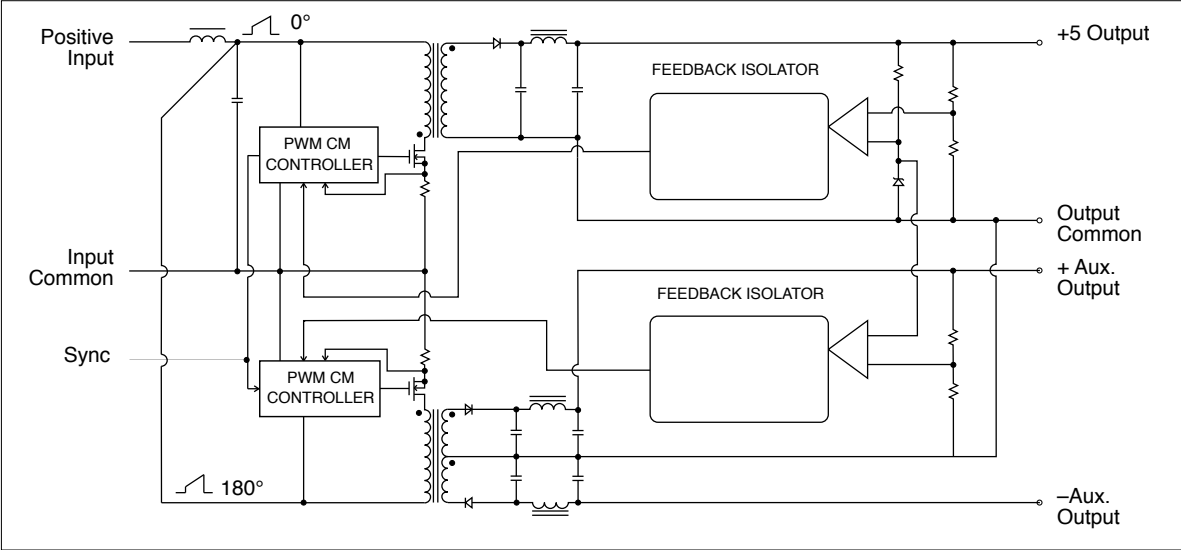 Positive
Input
0°
+5 Output
FEEDBACK ISOLATOR
PWM CM
CONTROLLER
Output
Common
Input
Common
+ Aux.
Output
FEEDBACK ISOLATOR
Sync
PWM CM
CONTROLLER
180°
–Aux.
Output